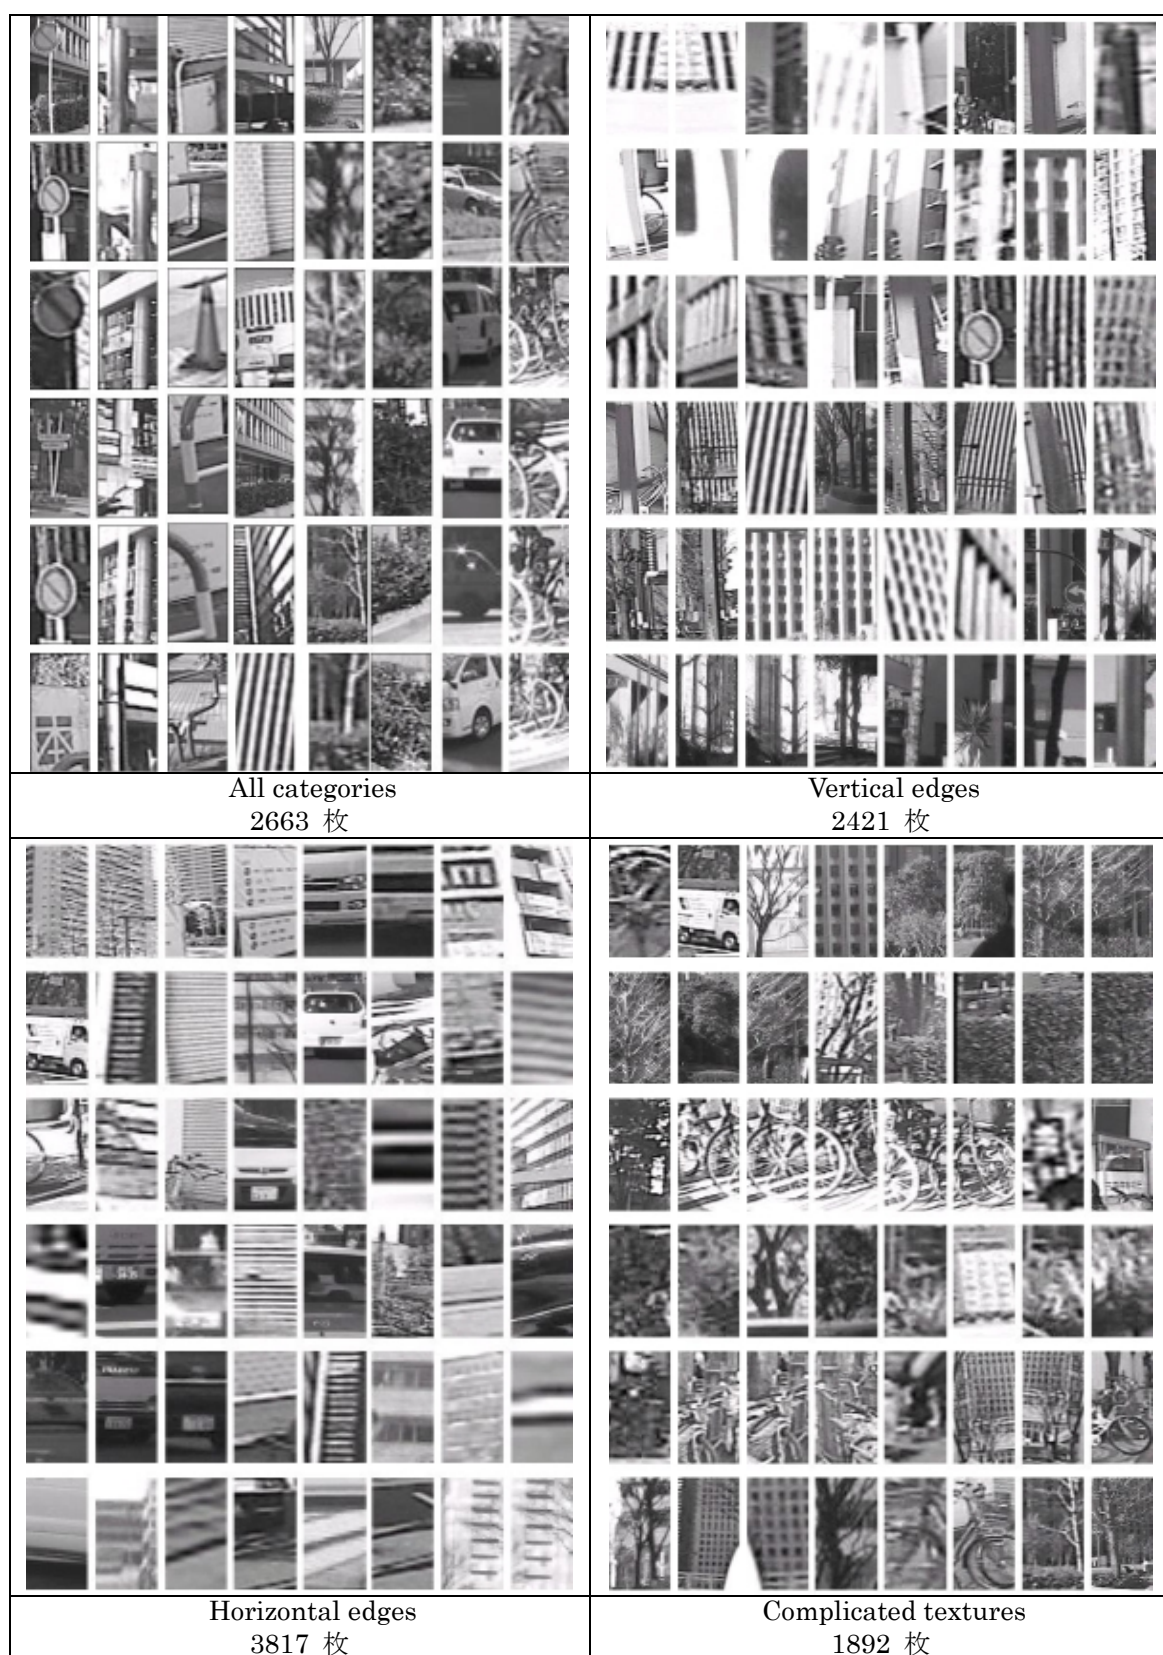 All categories
2663 枚
Vertical edges
2421 枚
Horizontal edges
3817 枚
Complicated textures
1892 枚